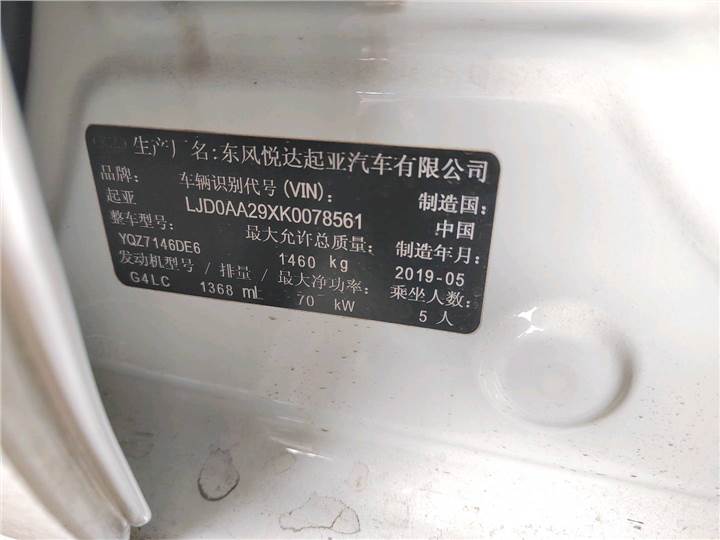 生产厂名:东风悦达起亚汽车有限公司
品牌: 车辆识别代号(VIN): 制造国:
起亚 LJD0AA29XK0078561 中国
整车型号: 最大允许总质量: 制造年月:
YQZ7146DE6 1460 kg 2019-05
发动机型号 / 排量 / 最大净功率: 乘坐人数:
G4LC 1368 mL 70 kW 5 人